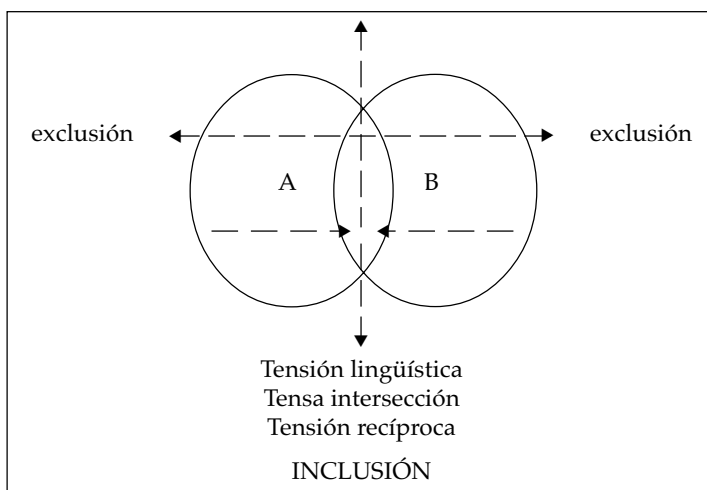 exclusión
exclusión
A
B
Tensión lingüística
Tensa intersección
Tensión recíproca
INCLUSIÓN